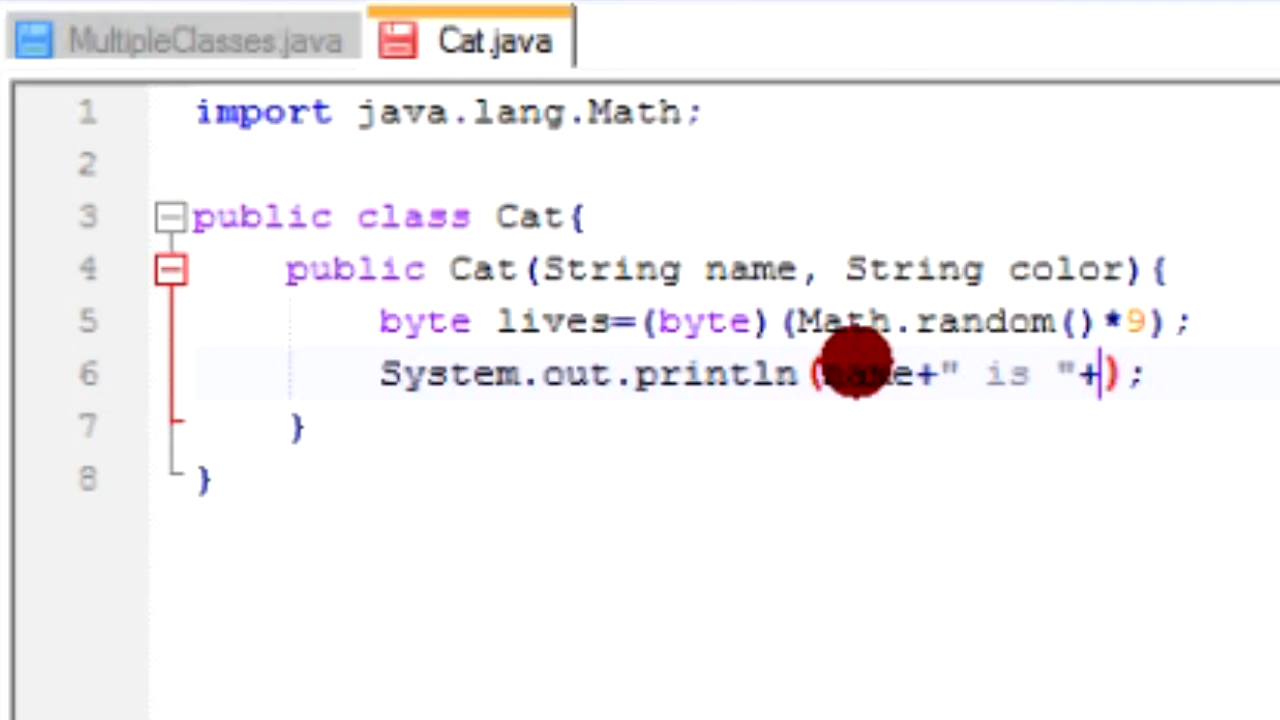 MultipleClasses.java Cat.java
1 import java.lang.Math;
2
3 public class Cat{
4 public Cat(String name, String color){
5 byte lives=(byte)(Math.random()*9);
6 System.out.println(name+" is "+);
7 }
8 }